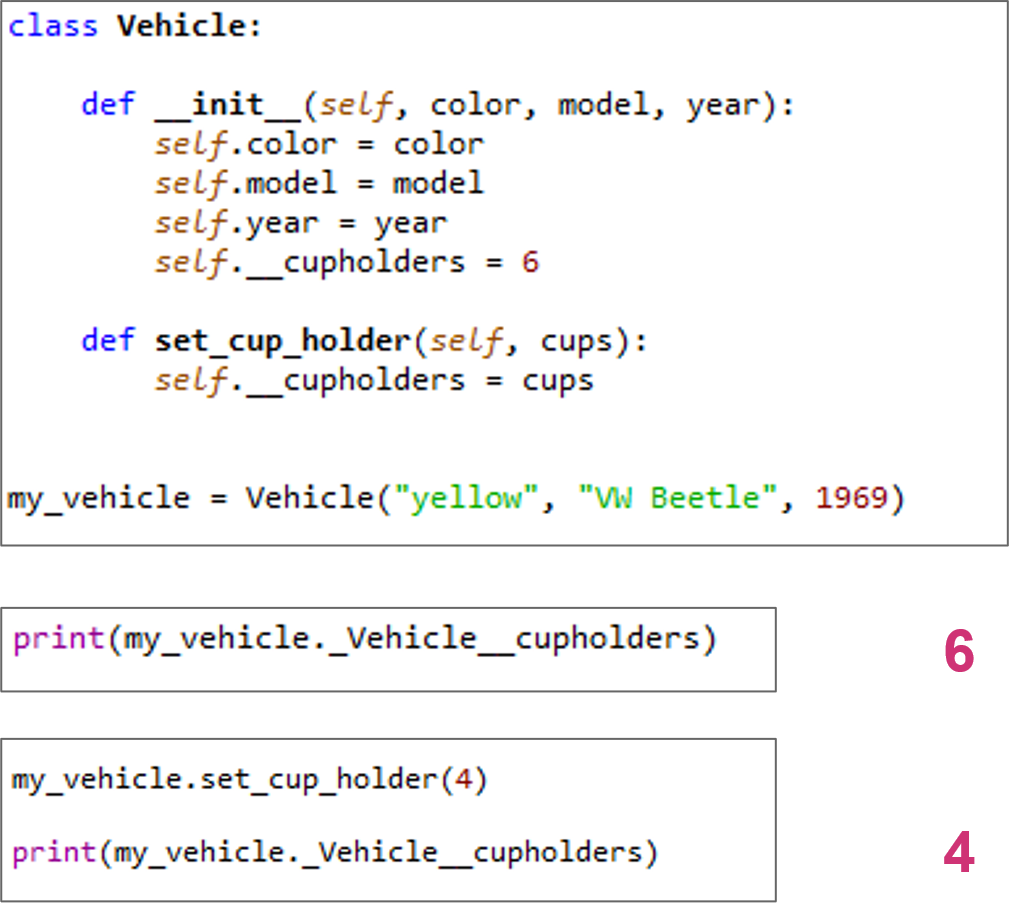 class Vehicle:
    def __init__(self, color, model, year):
        self.color = color
        self.model = model
        self.year = year
        self.__cupholders = 6
    def set_cup_holder(self, cups):
        self.__cupholders = cups
my_vehicle = Vehicle("yellow", "VW Beetle", 1969)
print(my_vehicle._Vehicle__cupholders)
6
my_vehicle.set_cup_holder(4)
print(my_vehicle._Vehicle__cupholders)
4